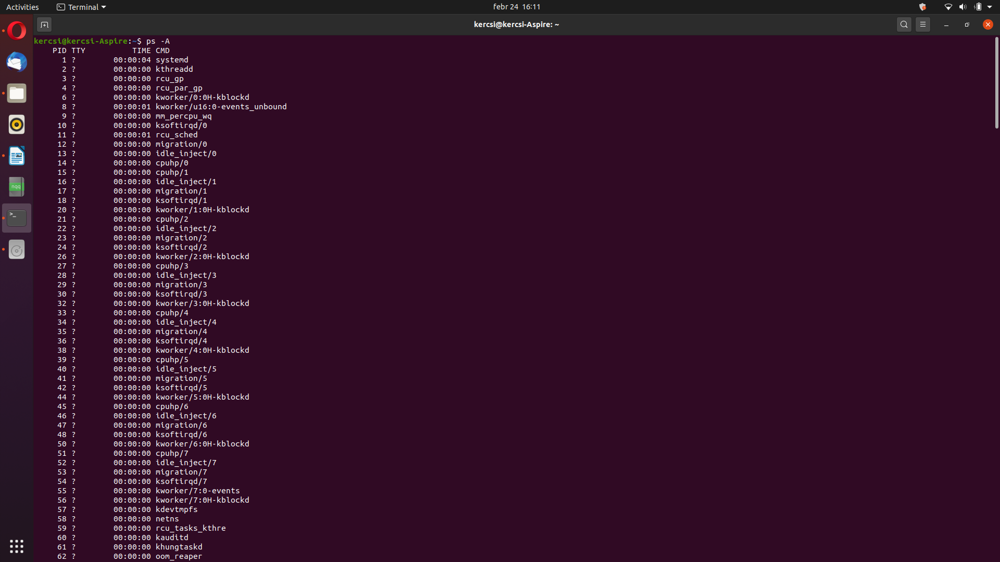 Activities Terminal febr 24 16:11
kercsi@kercsi-Aspire: ~
kercsi@kercsi-Aspire:~$ ps -A
PID TTY TIME CMD
1 ? 00:00:04 systemd
2 ? 00:00:00 kthreadd
3 ? 00:00:00 rcu_gp
4 ? 00:00:00 rcu_par_gp
6 ? 00:00:00 kworker/0:0H-kblockd
8 ? 00:00:01 kworker/u16:0-events_unbound
9 ? 00:00:00 mm_percpu_wq
10 ? 00:00:00 ksoftirqd/0
11 ? 00:00:01 rcu_sched
12 ? 00:00:00 migration/0
13 ? 00:00:00 idle_inject/0
14 ? 00:00:00 cpuhp/0
15 ? 00:00:00 cpuhp/1
16 ? 00:00:00 idle_inject/1
17 ? 00:00:00 migration/1
18 ? 00:00:00 ksoftirqd/1
20 ? 00:00:00 kworker/1:0H-kblockd
21 ? 00:00:00 cpuhp/2
22 ? 00:00:00 idle_inject/2
23 ? 00:00:00 migration/2
24 ? 00:00:00 ksoftirqd/2
26 ? 00:00:00 kworker/2:0H-kblockd
27 ? 00:00:00 cpuhp/3
28 ? 00:00:00 idle_inject/3
29 ? 00:00:00 migration/3
30 ? 00:00:00 ksoftirqd/3
32 ? 00:00:00 kworker/3:0H-kblockd
33 ? 00:00:00 cpuhp/4
34 ? 00:00:00 idle_inject/4
35 ? 00:00:00 migration/4
36 ? 00:00:00 ksoftirqd/4
38 ? 00:00:00 kworker/4:0H-kblockd
39 ? 00:00:00 cpuhp/5
40 ? 00:00:00 idle_inject/5
41 ? 00:00:00 migration/5
42 ? 00:00:00 ksoftirqd/5
44 ? 00:00:00 kworker/5:0H-kblockd
45 ? 00:00:00 cpuhp/6
46 ? 00:00:00 idle_inject/6
47 ? 00:00:00 migration/6
48 ? 00:00:00 ksoftirqd/6
50 ? 00:00:00 kworker/6:0H-kblockd
51 ? 00:00:00 cpuhp/7
52 ? 00:00:00 idle_inject/7
53 ? 00:00:00 migration/7
54 ? 00:00:00 ksoftirqd/7
55 ? 00:00:00 kworker/7:0-events
56 ? 00:00:00 kworker/7:0H-kblockd
57 ? 00:00:00 kdevtmpfs
58 ? 00:00:00 netns
59 ? 00:00:00 rcu_tasks_kthre
60 ? 00:00:00 kauditd
61 ? 00:00:00 khungtaskd
62 ? 00:00:00 oom_reaper
nqq
>_